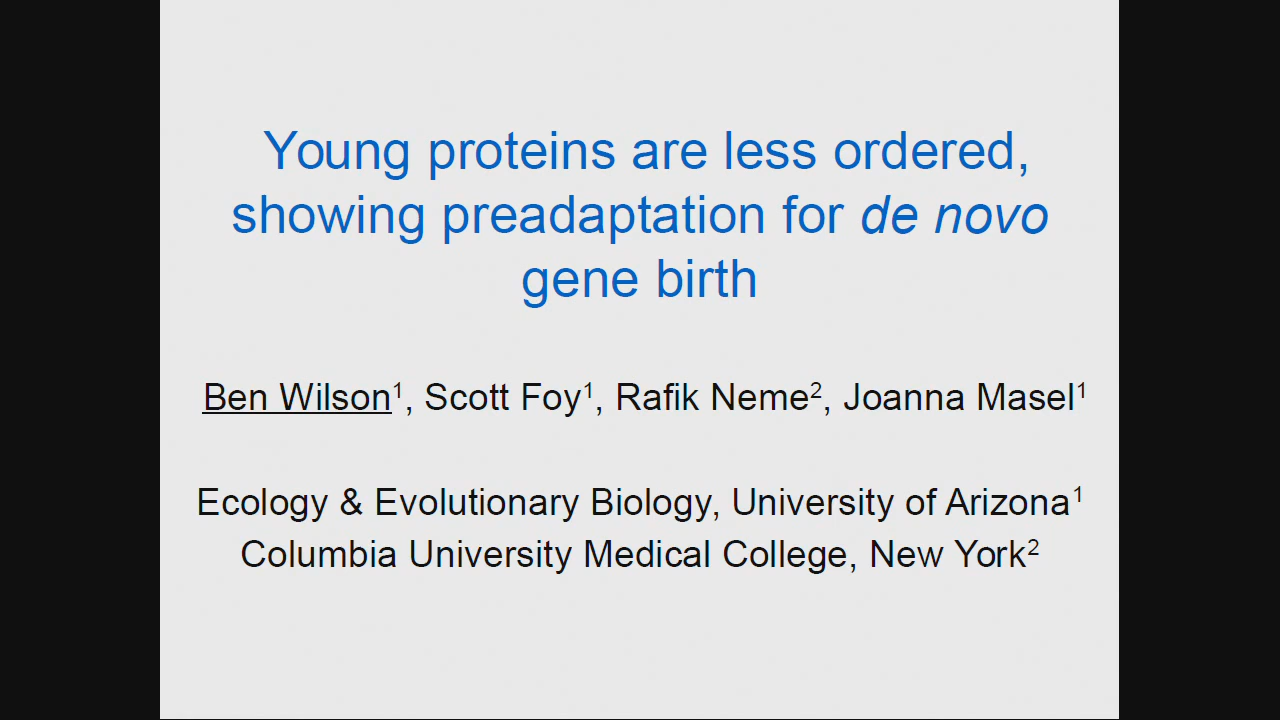 Young proteins are less ordered,
showing preadaptation for de novo
gene birth
Ben Wilson¹, Scott Foy¹, Rafik Neme², Joanna Masel¹
Ecology & Evolutionary Biology, University of Arizona¹
Columbia University Medical College, New York²